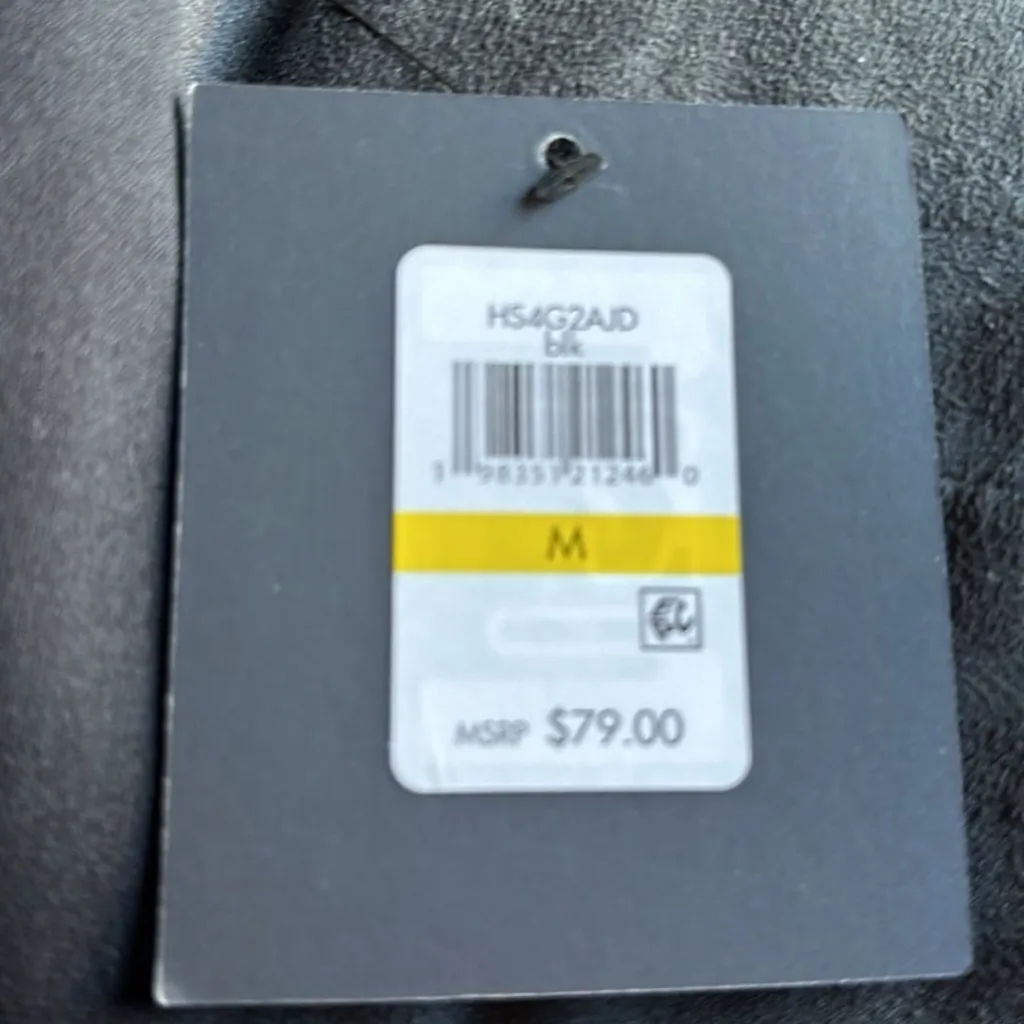 HS4G2AJD
blk
1 98351 21246 0
M
MSRP $79.00